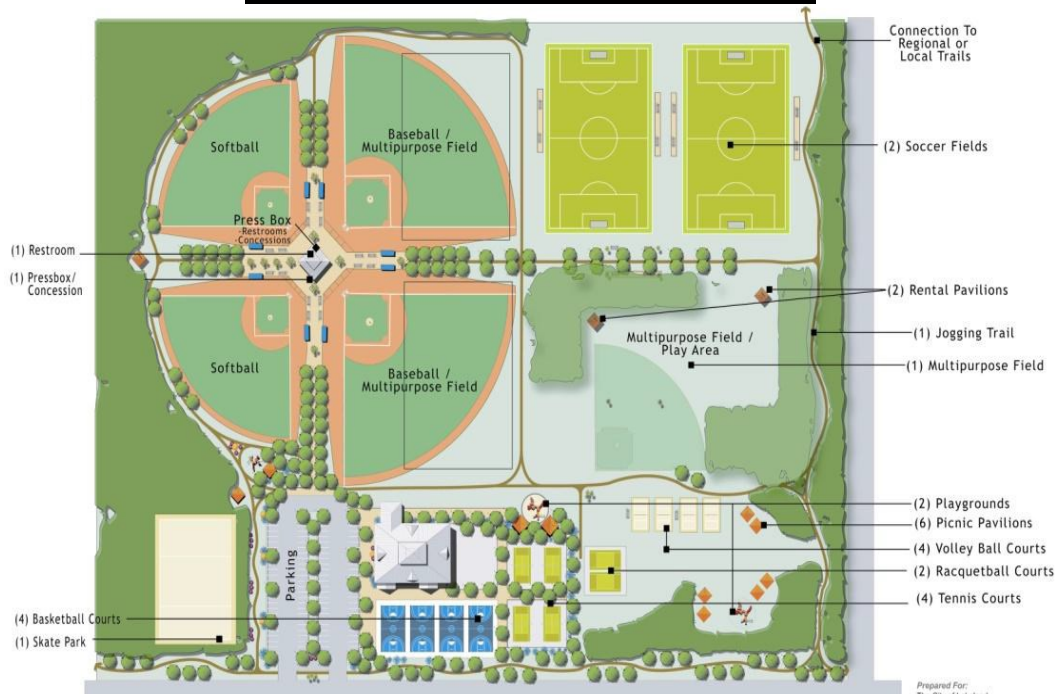 Connection To
Regional or
Local Trails
Softball
Baseball /
Multipurpose Field
(2) Soccer Fields
Press Box
-Restrooms
-Concessions
(1) Restroom
(1) Pressbox/
Concession
(2) Rental Pavilions
Multipurpose Field /
Play Area
(1) Jogging Trail
(1) Multipurpose Field
Softball
Baseball /
Multipurpose Field
(2) Playgrounds
(6) Picnic Pavilions
(4) Volley Ball Courts
(2) Racquetball Courts
(4) Tennis Courts
Parking
(4) Basketball Courts
(1) Skate Park
Prepared For: